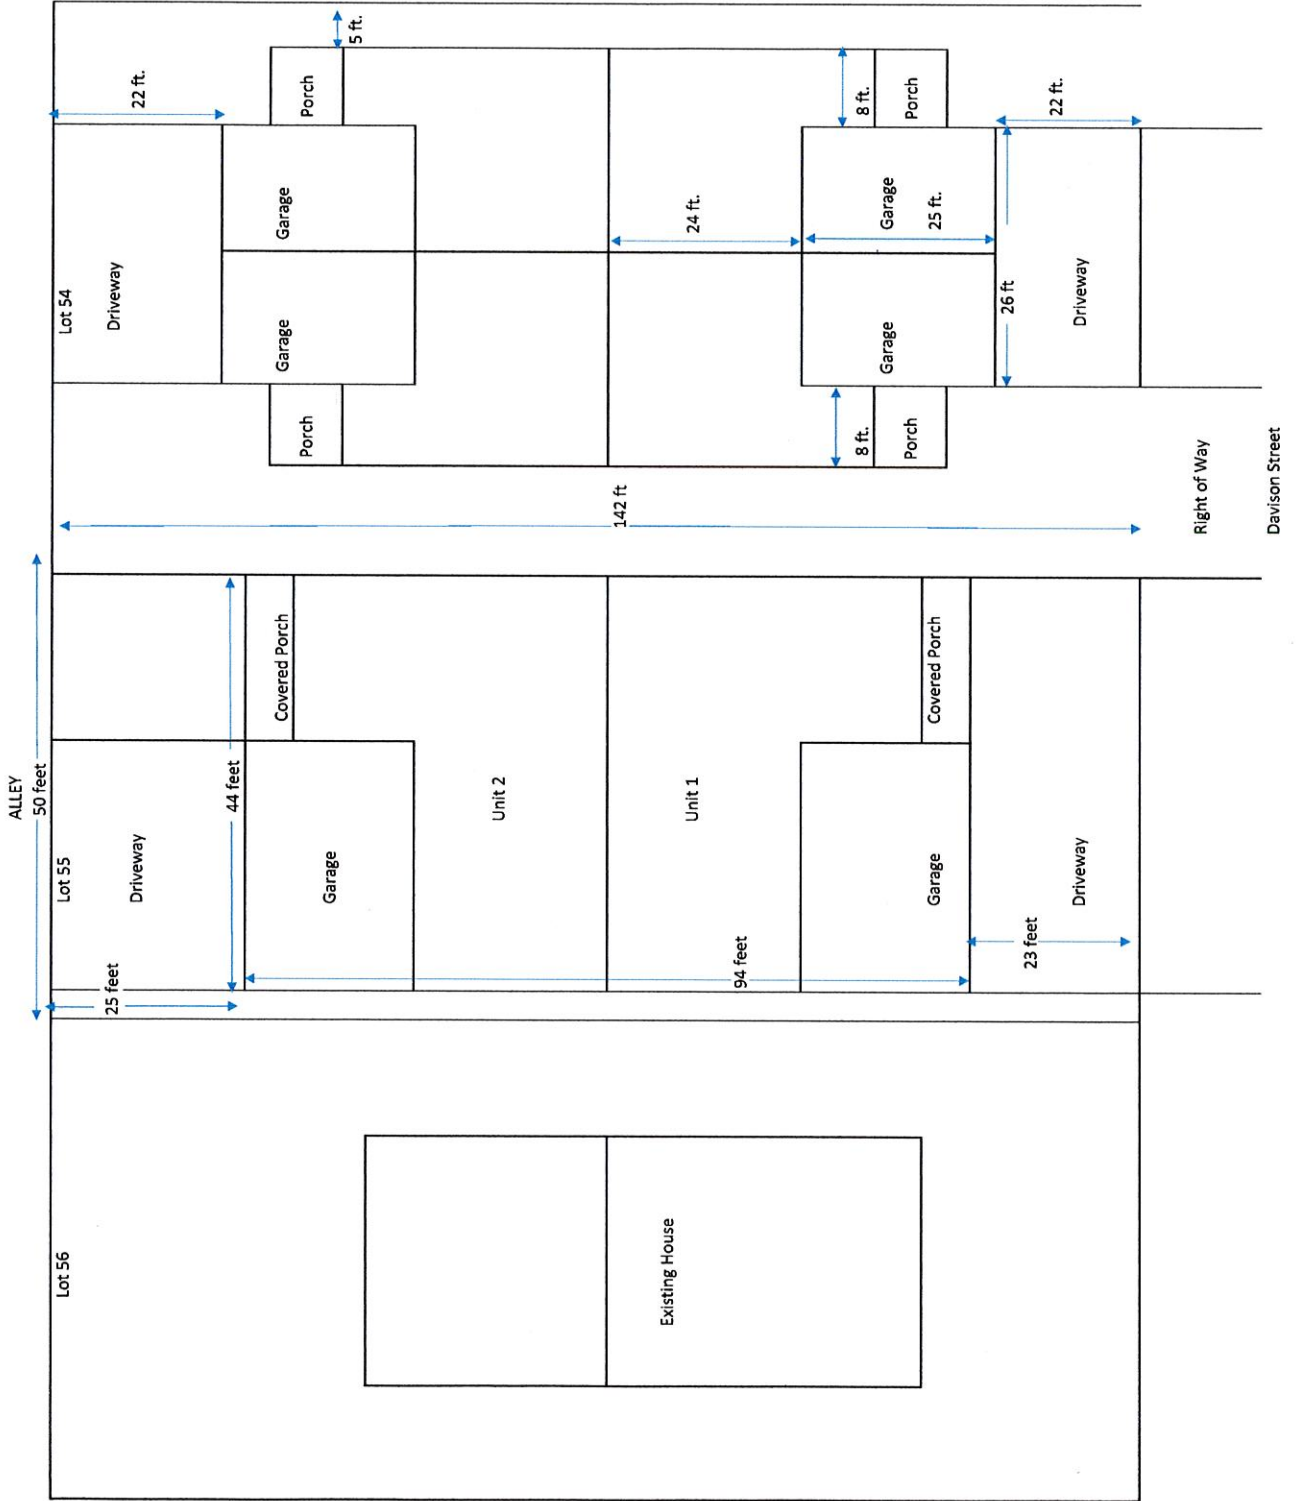 ALLEY
50 feet
Lot 56
Lot 55
Lot 54
25 feet
Driveway
44 feet
Driveway
22 ft.
5 ft.
Garage
Covered Porch
Porch
Garage
Garage
Porch
Unit 2
142 ft
Existing House
Unit 1
94 feet
24 ft.
8 ft.
8 ft.
Garage
Covered Porch
Porch
Garage
Garage
25 ft.
Porch
23 feet
26 ft
22 ft.
Driveway
Driveway
Right of Way
Davison Street